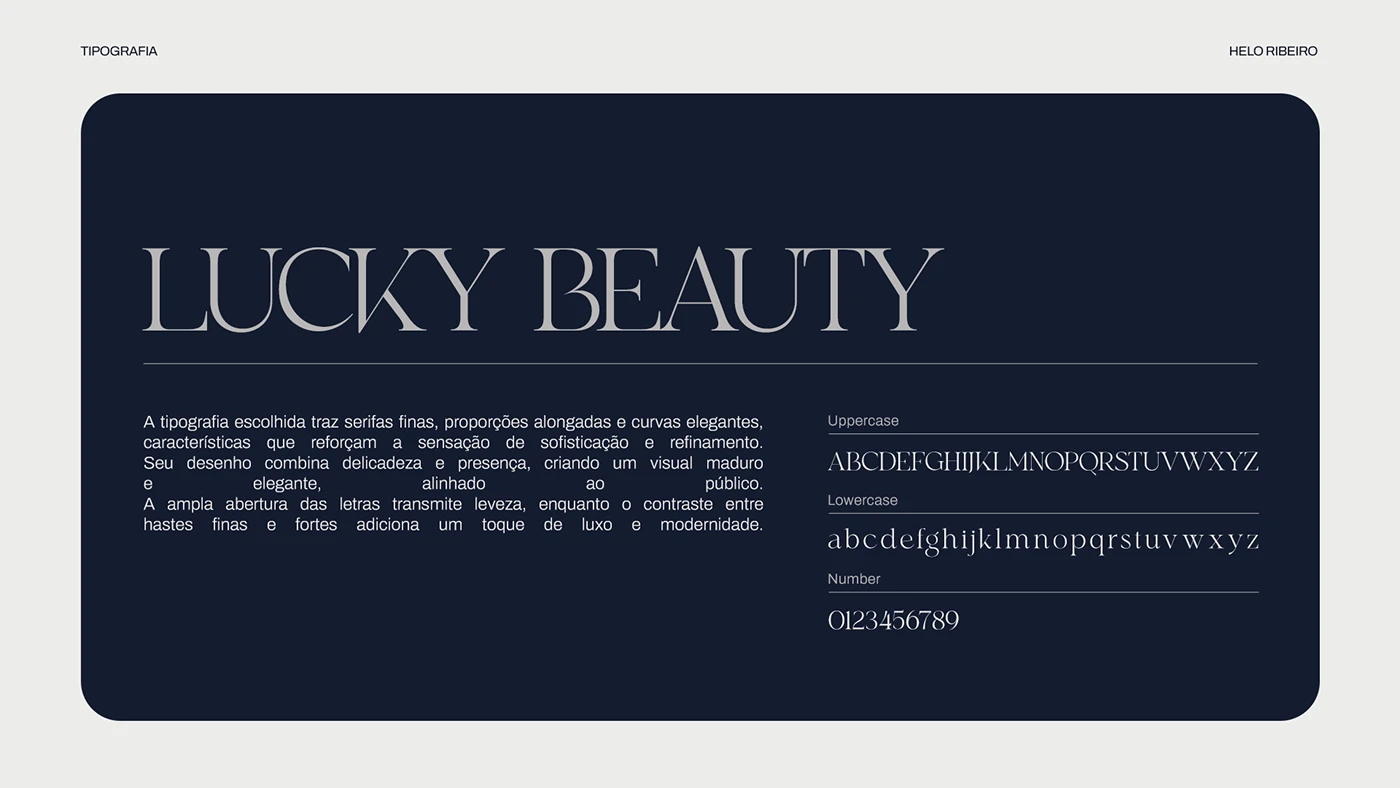 TIPOGRAFIA
HELO RIBEIRO
LUCKY BEAUTY
A tipografia escolhida traz serifas finas, proporções alongadas e curvas elegantes,
características que reforçam a sensação de sofisticação e refinamento.
Seu desenho combina delicadeza e presença, criando um visual maduro
e elegante, alinhado ao público.
A ampla abertura das letras transmite leveza, enquanto o contraste entre
hastes finas e fortes adiciona um toque de luxo e modernidade.
Uppercase
ABCDEFGHIJKLMNOPQRSTUVWXYZ
Lowercase
abcdefghijklmnopqrstuvwxyz
Number
0123456789